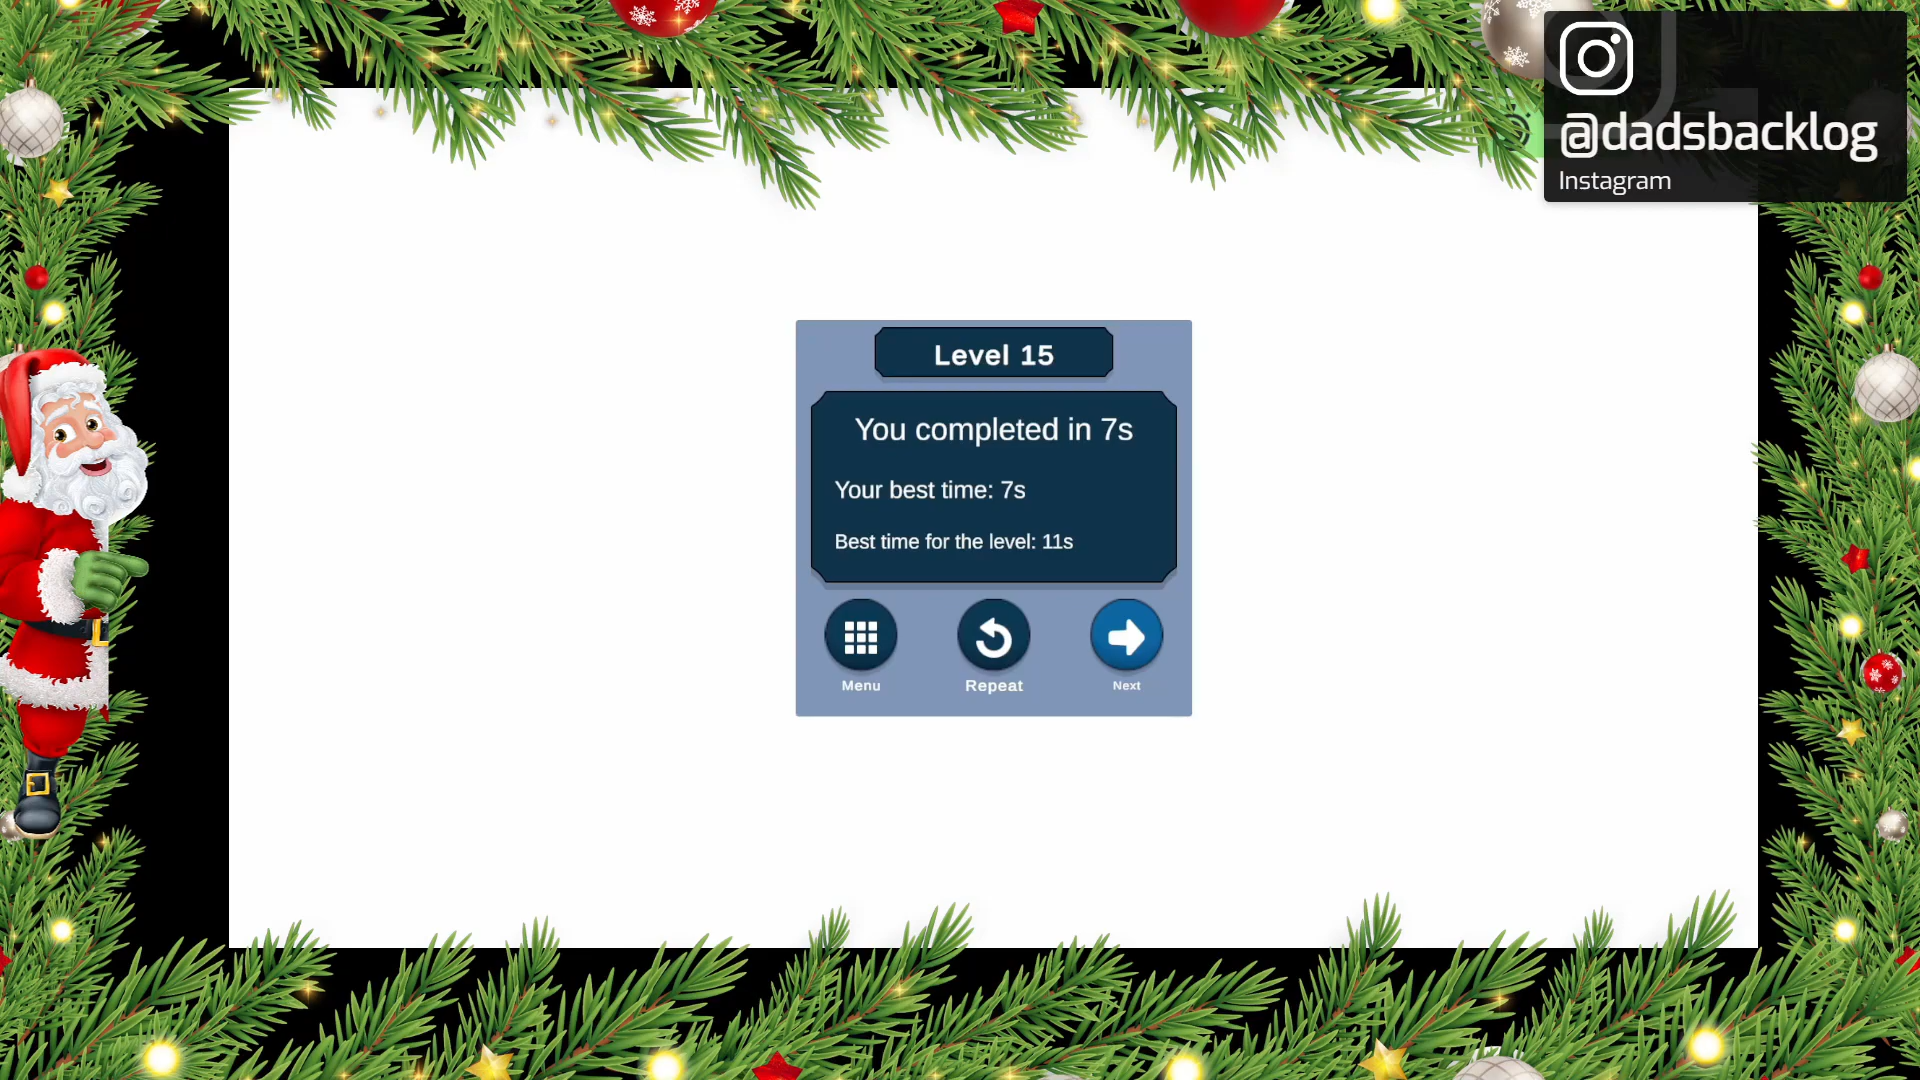 @dadsbacklog
Instagram
Level 15
You completed in 7s
Your best time: 7s
Best time for the level: 11s
Menu
Repeat
Next